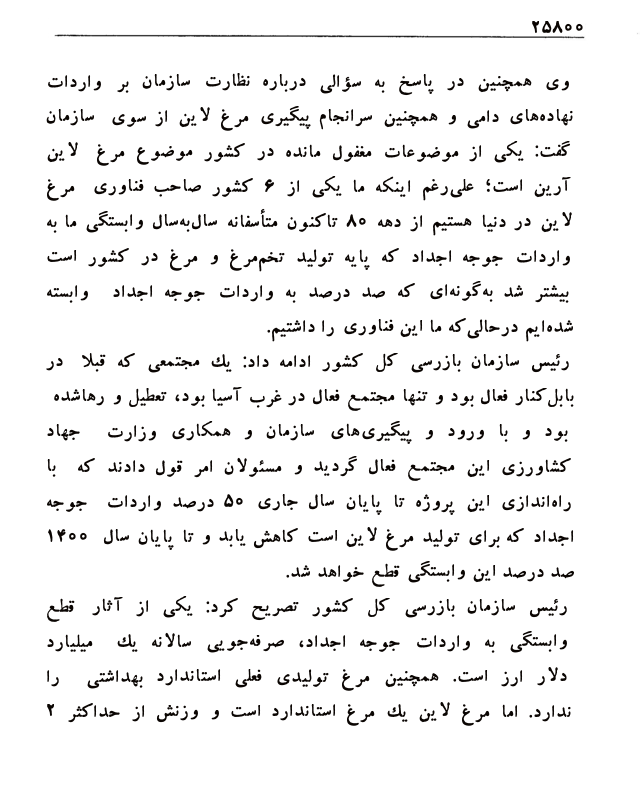 ۲۵۸۰۰
وی همچنین در پاسخ به سؤالی درباره نظارت سازمان بر واردات
نهاده‌های دامی و همچنین سرانجام پیگیری مرغ لاین از سوی سازمان
گفت: یکی از موضوعات مغفول مانده در کشور موضوع مرغ لاین
آرین است؛ علی‌رغم اینکه ما یکی از ۶ کشور صاحب فناوری مرغ
لاین در دنیا هستیم از دهه ۸۰ تاکنون متأسفانه سال‌به‌سال وابستگی ما به
واردات جوجه اجداد که پایه تولید تخم‌مرغ و مرغ در کشور است
بیشتر شد به‌گونه‌ای که صد درصد به واردات جوجه اجداد وابسته
شده‌ایم درحالی‌که ما این فناوری را داشتیم.
رئیس سازمان بازرسی کل کشور ادامه داد: یك مجتمعی که قبلا در
بابل‌کنار فعال بود و تنها مجتمع فعال در غرب آسیا بود، تعطیل و رهاشده
بود و با ورود و پیگیری‌های سازمان و همکاری وزارت جهاد
کشاورزی این مجتمع فعال گردید و مسئولان امر قول دادند که با
راه‌اندازی این پروژه تا پایان سال جاری ۵۰ درصد واردات جوجه
اجداد که برای تولید مرغ لاین است کاهش یابد و تا پایان سال ۱۴۰۰
صد درصد این وابستگی قطع خواهد شد.
رئیس سازمان بازرسی کل کشور تصریح کرد: یکی از آثار قطع
وابستگی به واردات جوجه اجداد، صرفه‌جویی سالانه یك میلیارد
دلار ارز است. همچنین مرغ تولیدی فعلی استاندارد بهداشتی را
ندارد. اما مرغ لاین یك مرغ استاندارد است و وزنش از حداکثر ۲